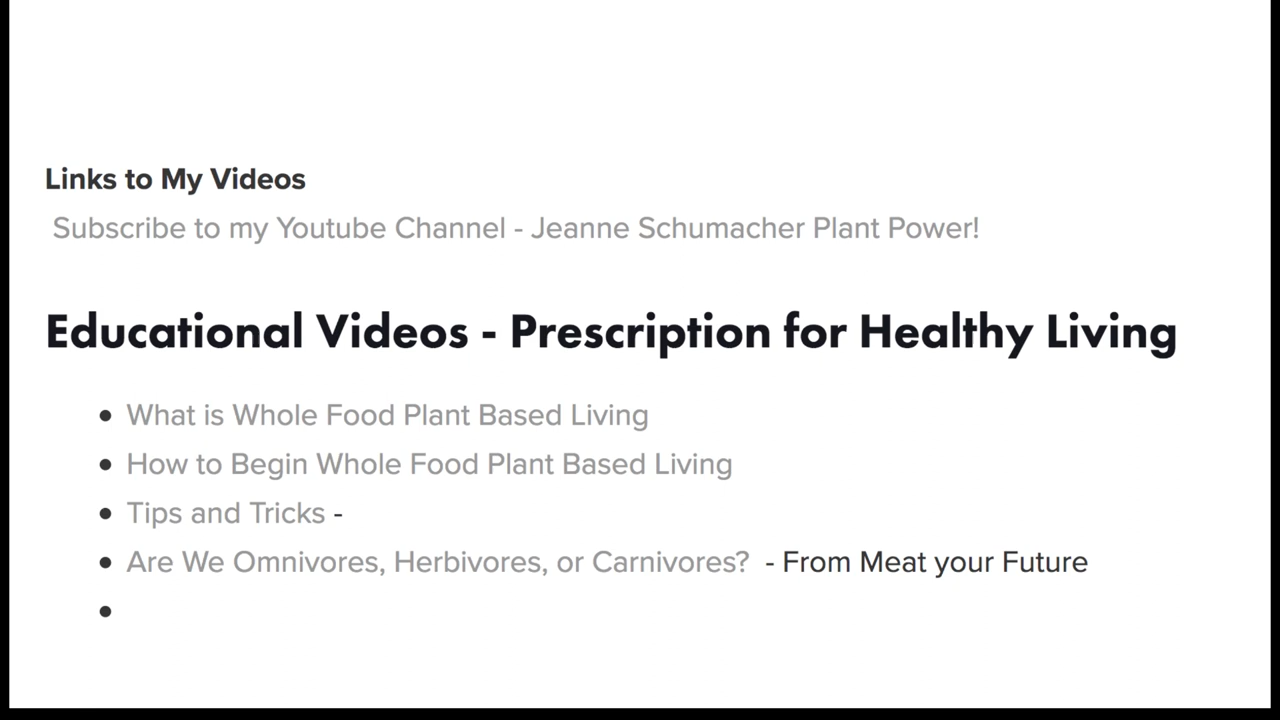 Links to My Videos
Subscribe to my Youtube Channel - Jeanne Schumacher Plant Power!
Educational Videos - Prescription for Healthy Living
• What is Whole Food Plant Based Living
• How to Begin Whole Food Plant Based Living
• Tips and Tricks -
• Are We Omnivores, Herbivores, or Carnivores? - From Meat your Future
•